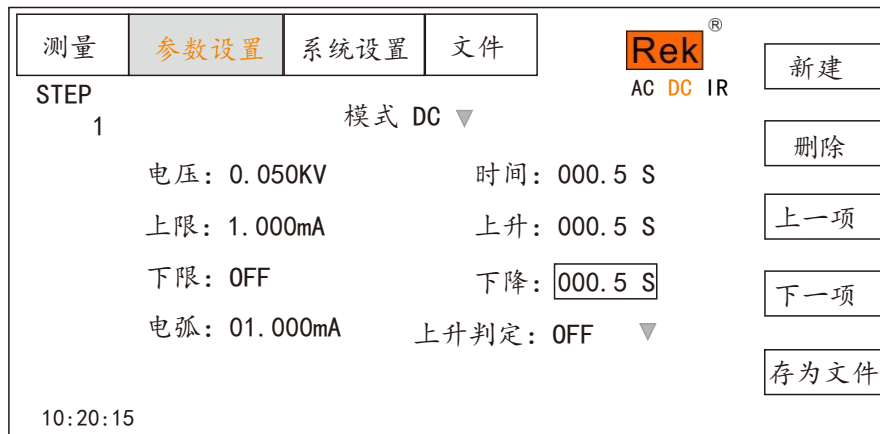 测量 参数设置 系统设置 文件
Rek®
AC DC IR
STEP
1
模式 DC ▼
电压: 0.050KV 时间: 000.5 S
上限: 1.000mA 上升: 000.5 S
下限: OFF 下降: 000.5 S
电弧: 01.000mA 上升判定: OFF ▼
10:20:15
新建
删除
上一项
下一项
存为文件